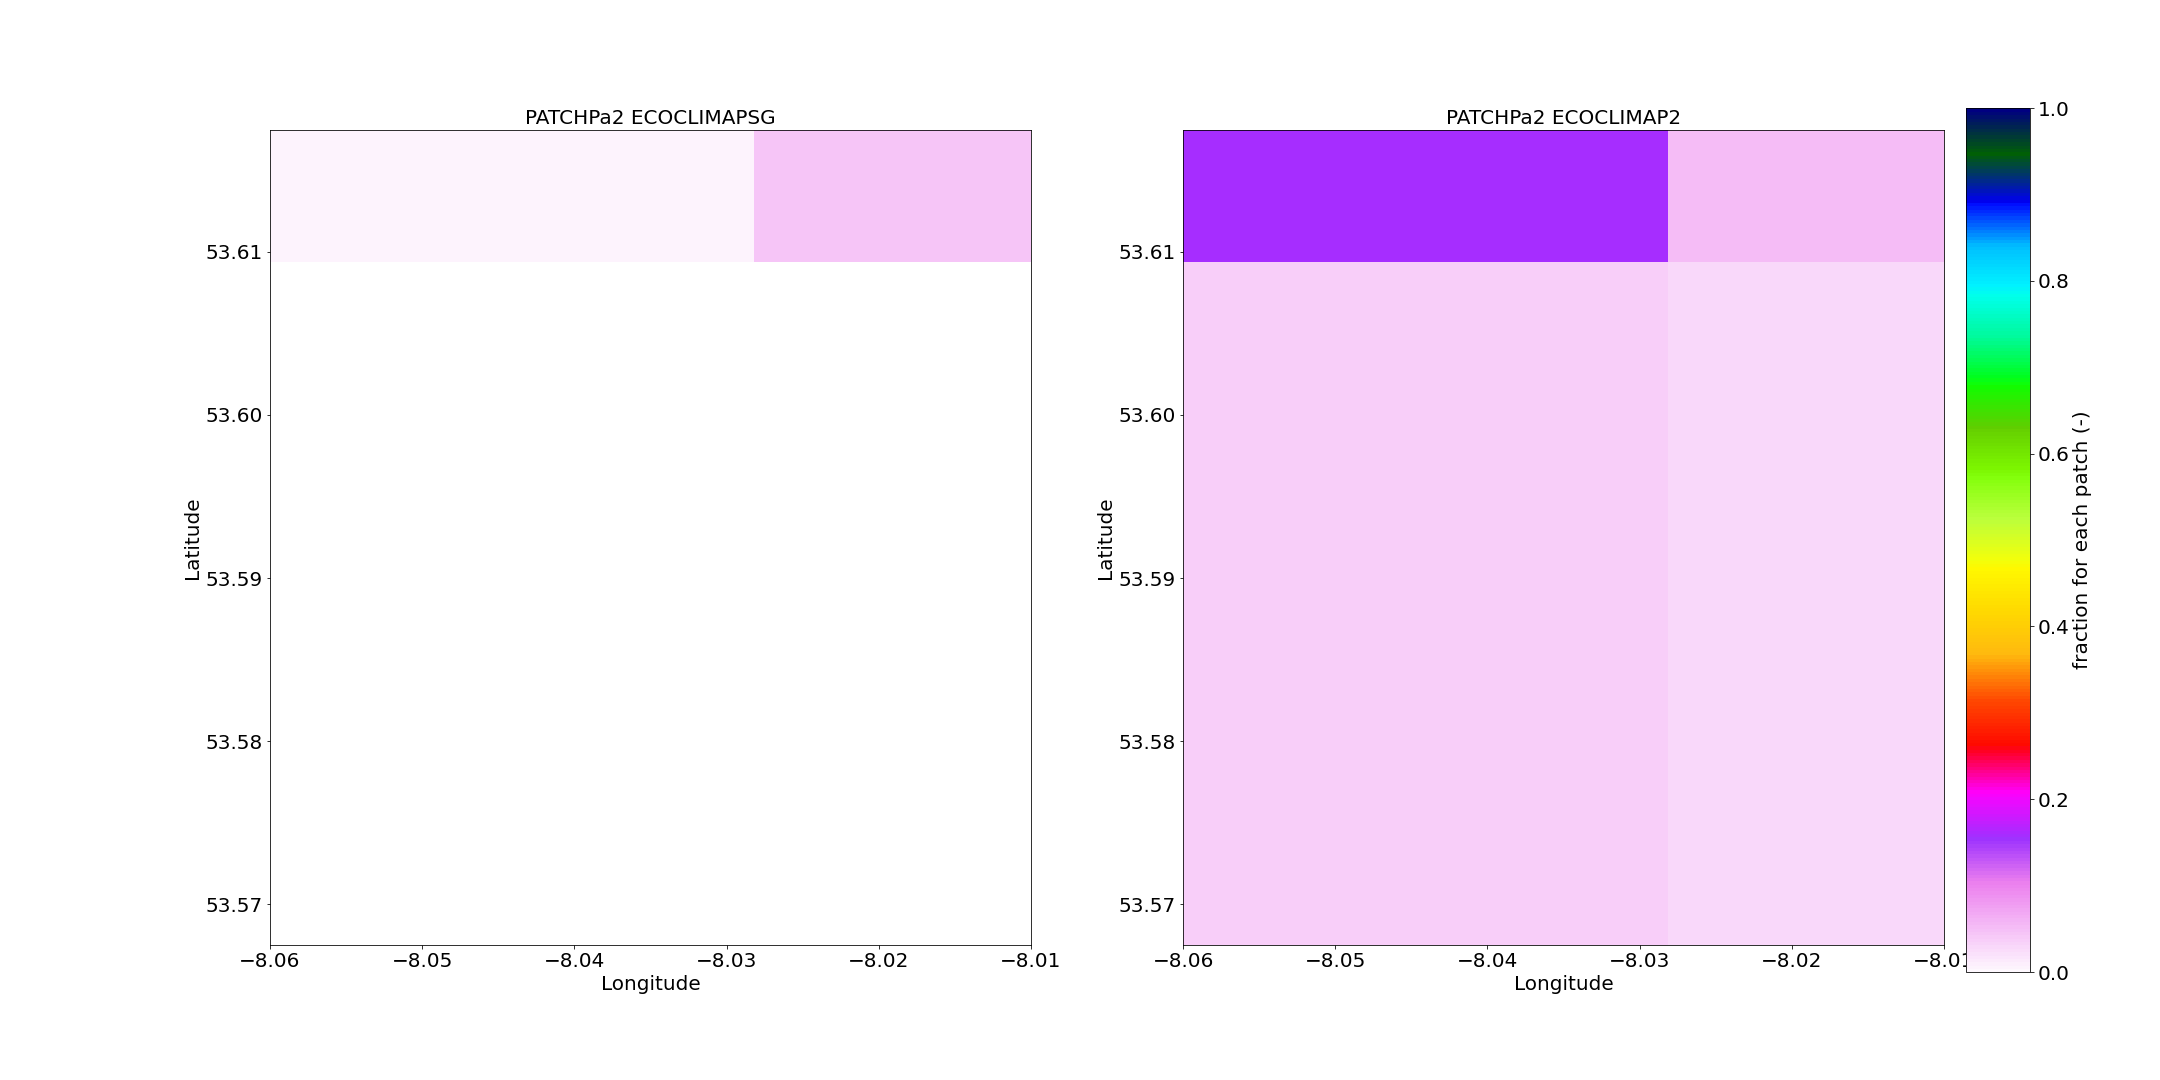 PATCHPa2 ECOCLIMAPSG
53.61
53.60
53.59
53.58
53.57
Latitude
−8.06 −8.05 −8.04 −8.03 −8.02 −8.01
Longitude
PATCHPa2 ECOCLIMAP2
53.61
53.60
53.59
53.58
53.57
Latitude
−8.06 −8.05 −8.04 −8.03 −8.02
Longitude
1.0
0.8
0.6
0.4
0.2
0.0
fraction for each patch (-)